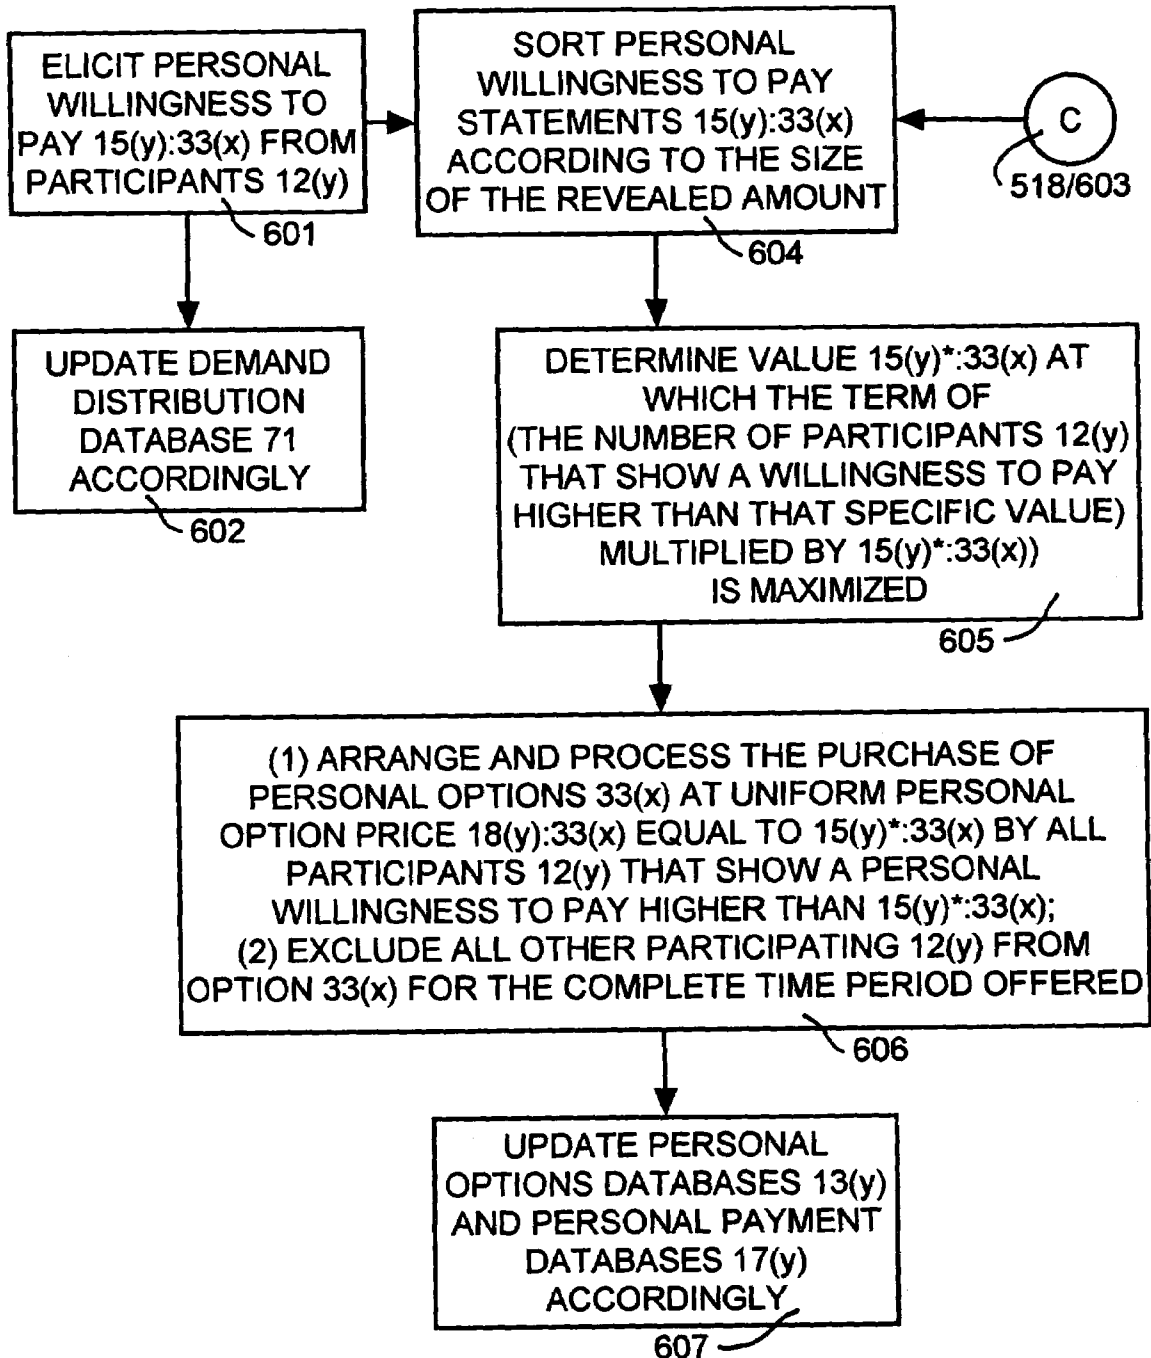 ELICIT PERSONAL
WILLINGNESS TO
PAY 15(y):33(x) FROM
PARTICIPANTS 12(y)
601
SORT PERSONAL
WILLINGNESS TO PAY
STATEMENTS 15(y):33(x)
ACCORDING TO THE SIZE
OF THE REVEALED AMOUNT
604
C
518/603
UPDATE DEMAND
DISTRIBUTION
DATABASE 71
ACCORDINGLY
602
DETERMINE VALUE 15(y)*:33(x) AT
WHICH THE TERM OF
(THE NUMBER OF PARTICIPANTS 12(y)
THAT SHOW A WILLINGNESS TO PAY
HIGHER THAN THAT SPECIFIC VALUE)
MULTIPLIED BY 15(y)*:33(x))
IS MAXIMIZED
605
(1) ARRANGE AND PROCESS THE PURCHASE OF
PERSONAL OPTIONS 33(x) AT UNIFORM PERSONAL
OPTION PRICE 18(y):33(x) EQUAL TO 15(y)*:33(x) BY ALL
PARTICIPANTS 12(y) THAT SHOW A PERSONAL
WILLINGNESS TO PAY HIGHER THAN 15(y)*:33(x);
(2) EXCLUDE ALL OTHER PARTICIPATING 12(y) FROM
OPTION 33(x) FOR THE COMPLETE TIME PERIOD OFFERED
606
UPDATE PERSONAL
OPTIONS DATABASES 13(y)
AND PERSONAL PAYMENT
DATABASES 17(y)
ACCORDINGLY
607